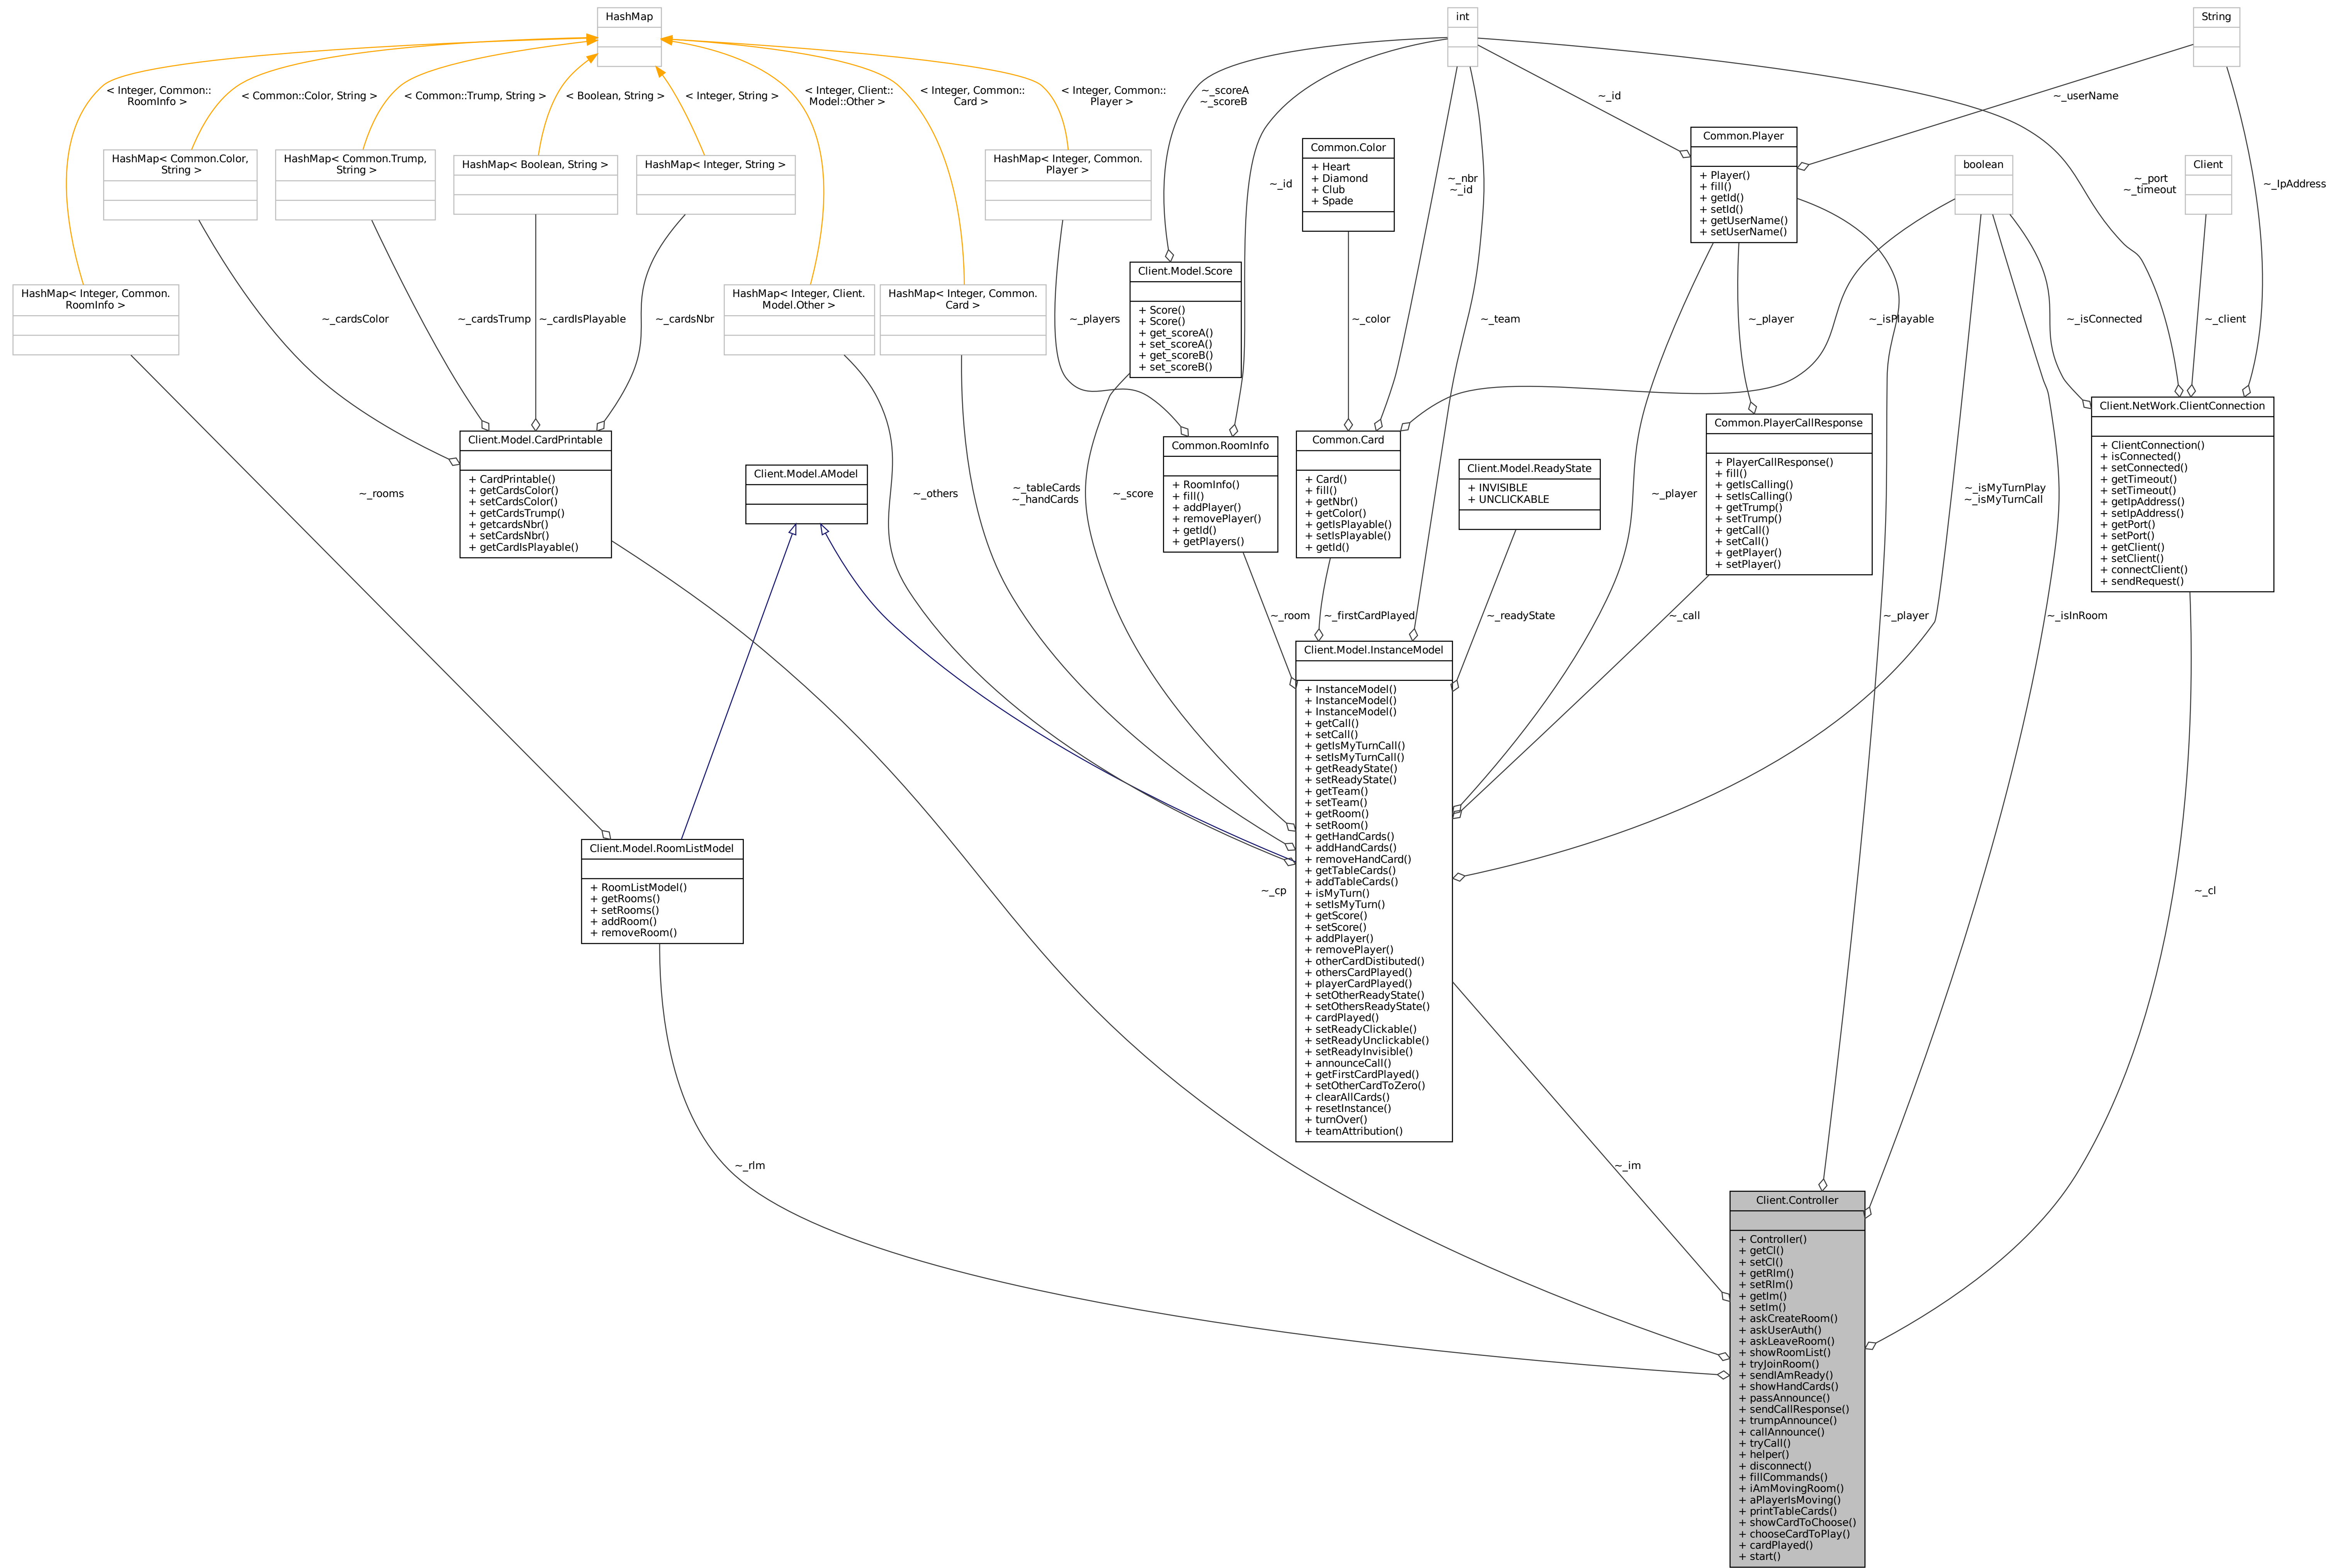 HashMap
int
String
< Integer, Common::
RoomInfo >
< Common::Color, String >
< Common::Trump, String >
< Boolean, String >
< Integer, String >
< Integer, Client::
Model::Other >
< Integer, Common::
Card >
< Integer, Common::
Player >
~_scoreA
~_scoreB
~_id
~_userName
HashMap< Common.Color,
String >
HashMap< Common.Trump,
String >
HashMap< Boolean, String >
HashMap< Integer, String >
HashMap< Integer, Common.
Player >
~_id
Common.Color
+ Heart
+ Diamond
+ Club
+ Spade
~_nbr
~_id
Common.Player
+ Player()
+ fill()
+ getId()
+ setId()
+ getUserName()
+ setUserName()
boolean
~_port
~_timeout
Client
~_IpAddress
HashMap< Integer, Common.
RoomInfo >
~_cardsColor
~_cardsTrump
~_cardIsPlayable
~_cardsNbr
HashMap< Integer, Client.
Model.Other >
HashMap< Integer, Common.
Card >
~_players
Client.Model.Score
+ Score()
+ Score()
+ get_scoreA()
+ set_scoreA()
+ get_scoreB()
+ set_scoreB()
~_color
~_team
~_player
~_isPlayable
~_isConnected
~_client
~_rooms
Client.Model.CardPrintable
+ CardPrintable()
+ getCardsColor()
+ setCardsColor()
+ getCardsTrump()
+ getcardsNbr()
+ setCardsNbr()
+ getCardIsPlayable()
Client.Model.AModel
~_others
~_tableCards
~_handCards
~_score
Common.RoomInfo
+ RoomInfo()
+ fill()
+ addPlayer()
+ removePlayer()
+ getId()
+ getPlayers()
Common.Card
+ Card()
+ fill()
+ getNbr()
+ getColor()
+ getIsPlayable()
+ setIsPlayable()
+ getId()
Client.Model.ReadyState
+ INVISIBLE
+ UNCLICKABLE
~_player
Common.PlayerCallResponse
+ PlayerCallResponse()
+ fill()
+ getIsCalling()
+ setIsCalling()
+ getTrump()
+ setTrump()
+ getCall()
+ setCall()
+ getPlayer()
+ setPlayer()
~_isMyTurnPlay
~_isMyTurnCall
Client.NetWork.ClientConnection
+ ClientConnection()
+ isConnected()
+ setConnected()
+ getTimeout()
+ setTimeout()
+ getIpAddress()
+ setIpAddress()
+ getPort()
+ setPort()
+ getClient()
+ setClient()
+ connectClient()
+ sendRequest()
~_room
~_firstCardPlayed
~_readyState
~_call
~_player
~_isInRoom
Client.Model.RoomListModel
+ RoomListModel()
+ getRooms()
+ setRooms()
+ addRoom()
+ removeRoom()
~_cp
Client.Model.InstanceModel
+ InstanceModel()
+ InstanceModel()
+ InstanceModel()
+ getCall()
+ setCall()
+ getIsMyTurnCall()
+ setIsMyTurnCall()
+ getReadyState()
+ setReadyState()
+ getTeam()
+ setTeam()
+ getRoom()
+ setRoom()
+ getHandCards()
+ addHandCards()
+ removeHandCard()
+ getTableCards()
+ addTableCards()
+ isMyTurn()
+ setIsMyTurn()
+ getScore()
+ setScore()
+ addPlayer()
+ removePlayer()
+ otherCardDistibuted()
+ othersCardPlayed()
+ playerCardPlayed()
+ setOtherReadyState()
+ setOthersReadyState()
+ cardPlayed()
+ setReadyClickable()
+ setReadyUnclickable()
+ setReadyInvisible()
+ announceCall()
+ getFirstCardPlayed()
+ setOtherCardToZero()
+ clearAllCards()
+ resetInstance()
+ turnOver()
+ teamAttribution()
~_cl
~_rlm
~_im
Client.Controller
+ Controller()
+ getCl()
+ setCl()
+ getRlm()
+ setRlm()
+ getIm()
+ setIm()
+ askCreateRoom()
+ askUserAuth()
+ askLeaveRoom()
+ showRoomList()
+ tryJoinRoom()
+ sendIAmReady()
+ showHandCards()
+ passAnnounce()
+ sendCallResponse()
+ trumpAnnounce()
+ callAnnounce()
+ tryCall()
+ helper()
+ disconnect()
+ fillCommands()
+ iAmMovingRoom()
+ aPlayerIsMoving()
+ printTableCards()
+ showCardToChoose()
+ chooseCardToPlay()
+ cardPlayed()
+ start()